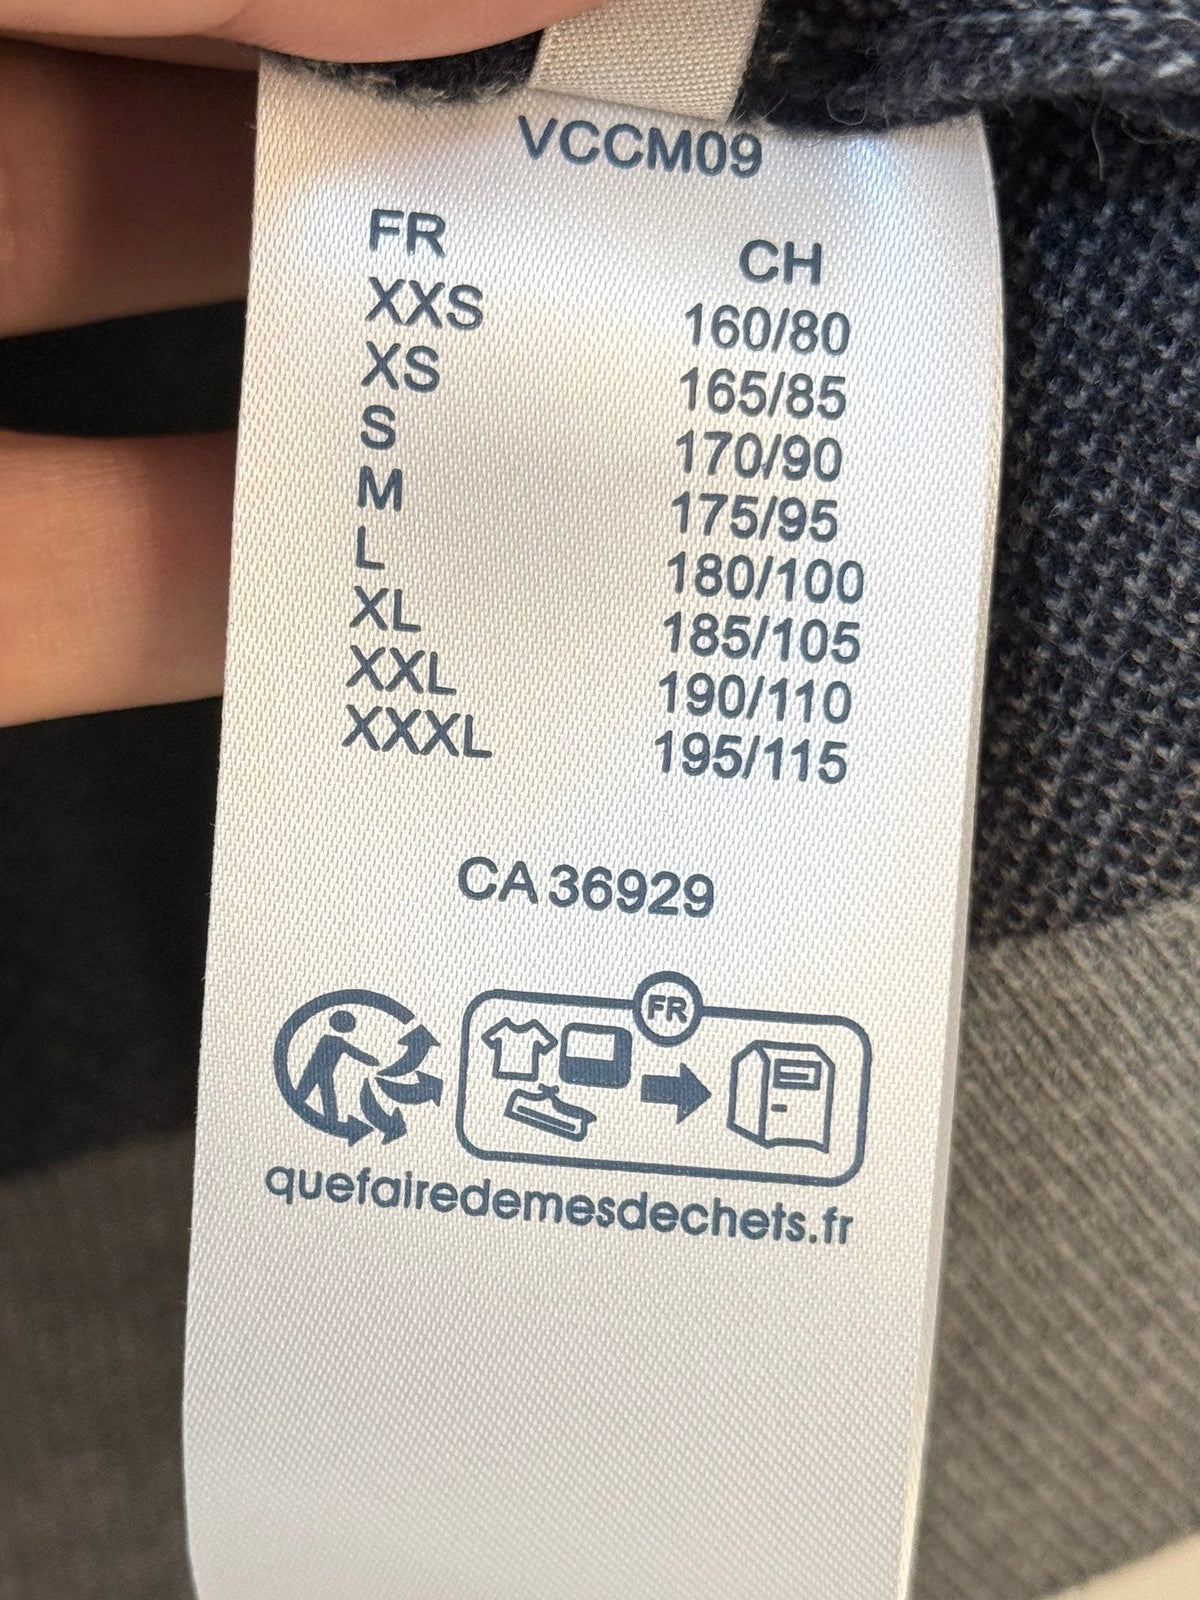 VCCM09
FR CH
XXS 160/80
XS 165/85
S 170/90
M 175/95
L 180/100
XL 185/105
XXL 190/110
XXXL 195/115
CA 36929
FR
quefairedemesdechets.fr